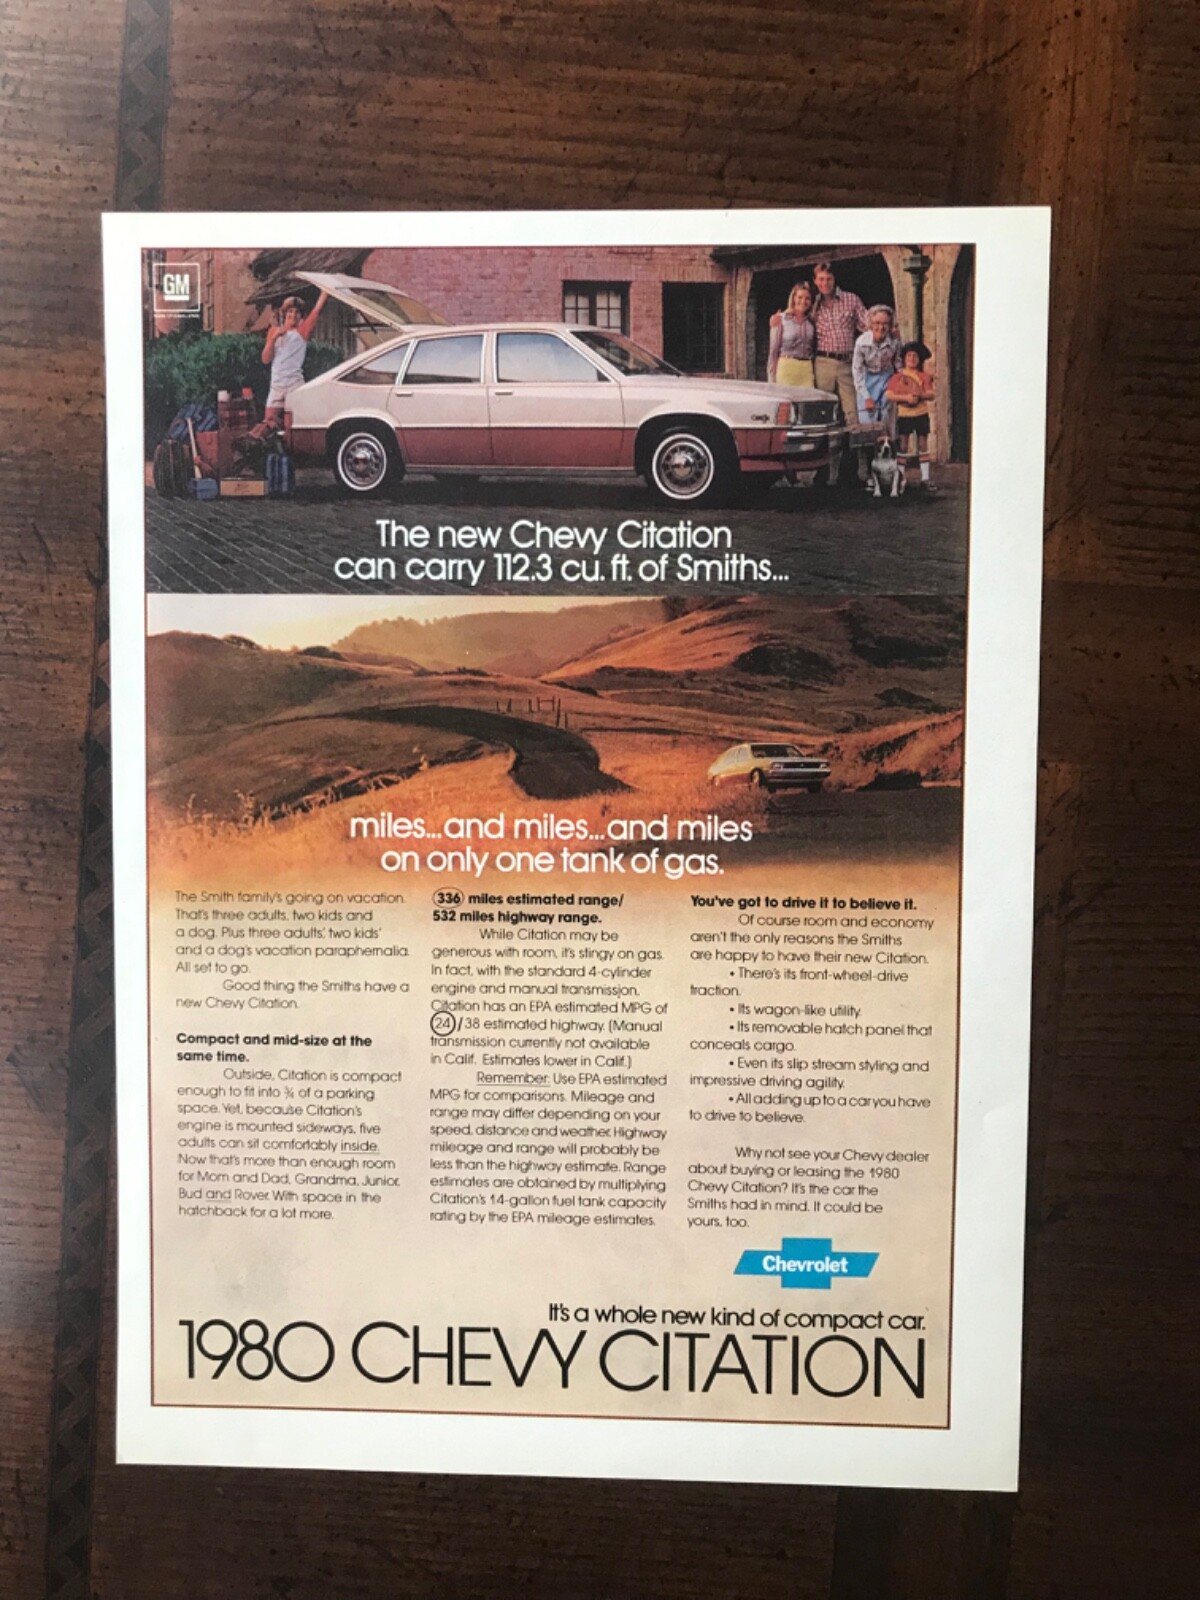 GM
The new Chevy Citation
can carry 112.3 cu. ft. of Smiths...
miles...and miles...and miles
on only one tank of gas.
The Smith family's going on vacation.
That's three adults, two kids and
a dog. Plus three adults', two kids'
and a dog's vacation paraphernalia.
All set to go.
Good thing the Smiths have a
new Chevy Citation.
Compact and mid-size at the
same time.
Outside, Citation is compact
enough to fit into ¾ of a parking
space. Yet, because Citation's
engine is mounted sideways, five
adults can sit comfortably inside.
Now that's more than enough room
for Mom and Dad, Grandma, Junior,
Bud and Rover. With space in the
hatchback for a lot more.
336 miles estimated range/
532 miles highway range.
While Citation may be
generous with room, it's stingy on gas.
In fact, with the standard 4-cylinder
engine and manual transmission,
Citation has an EPA estimated MPG of
24/38 estimated highway. (Manual
transmission currently not available
in Calif. Estimates lower in Calif.)
Remember: Use EPA estimated
MPG for comparisons. Mileage and
range may differ depending on your
speed, distance and weather. Highway
mileage and range will probably be
less than the highway estimate. Range
estimates are obtained by multiplying
Citation's 14-gallon fuel tank capacity
rating by the EPA mileage estimates.
You've got to drive it to believe it.
Of course room and economy
aren't the only reasons the Smiths
are happy to have their new Citation.
• There's its front-wheel-drive
traction.
• Its wagon-like utility.
• Its removable hatch panel that
conceals cargo.
• Even its slip stream styling and
impressive driving agility.
• All adding up to a car you have
to drive to believe.
Why not see your Chevy dealer
about buying or leasing the 1980
Chevy Citation? It's the car the
Smiths had in mind. It could be
yours, too.
Chevrolet
It's a whole new kind of compact car.
1980 CHEVY CITATION